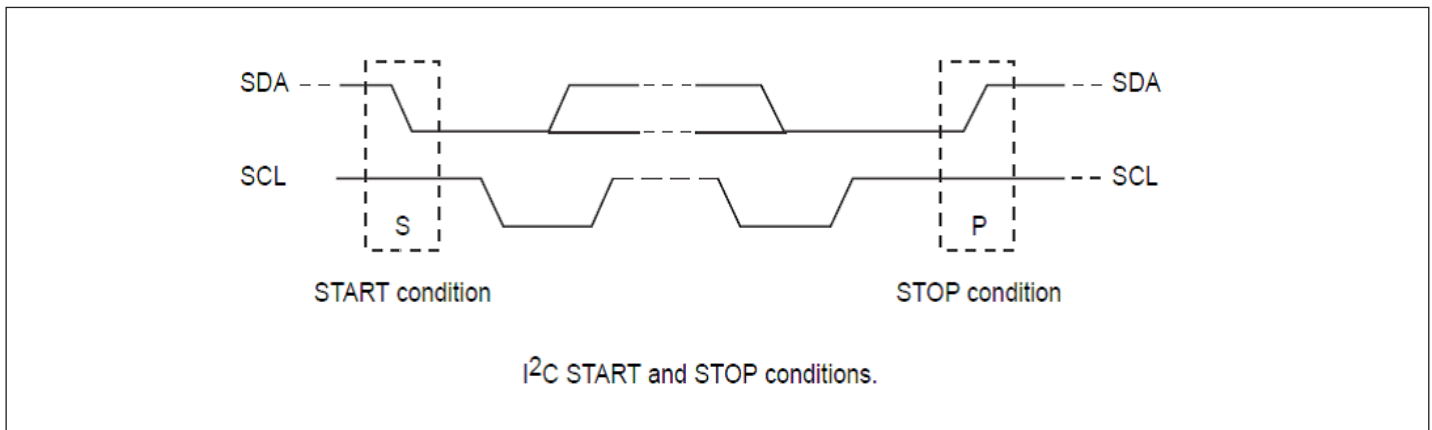 SDA SDA
SCL SCL
S P
START condition STOP condition
I²C START and STOP conditions.